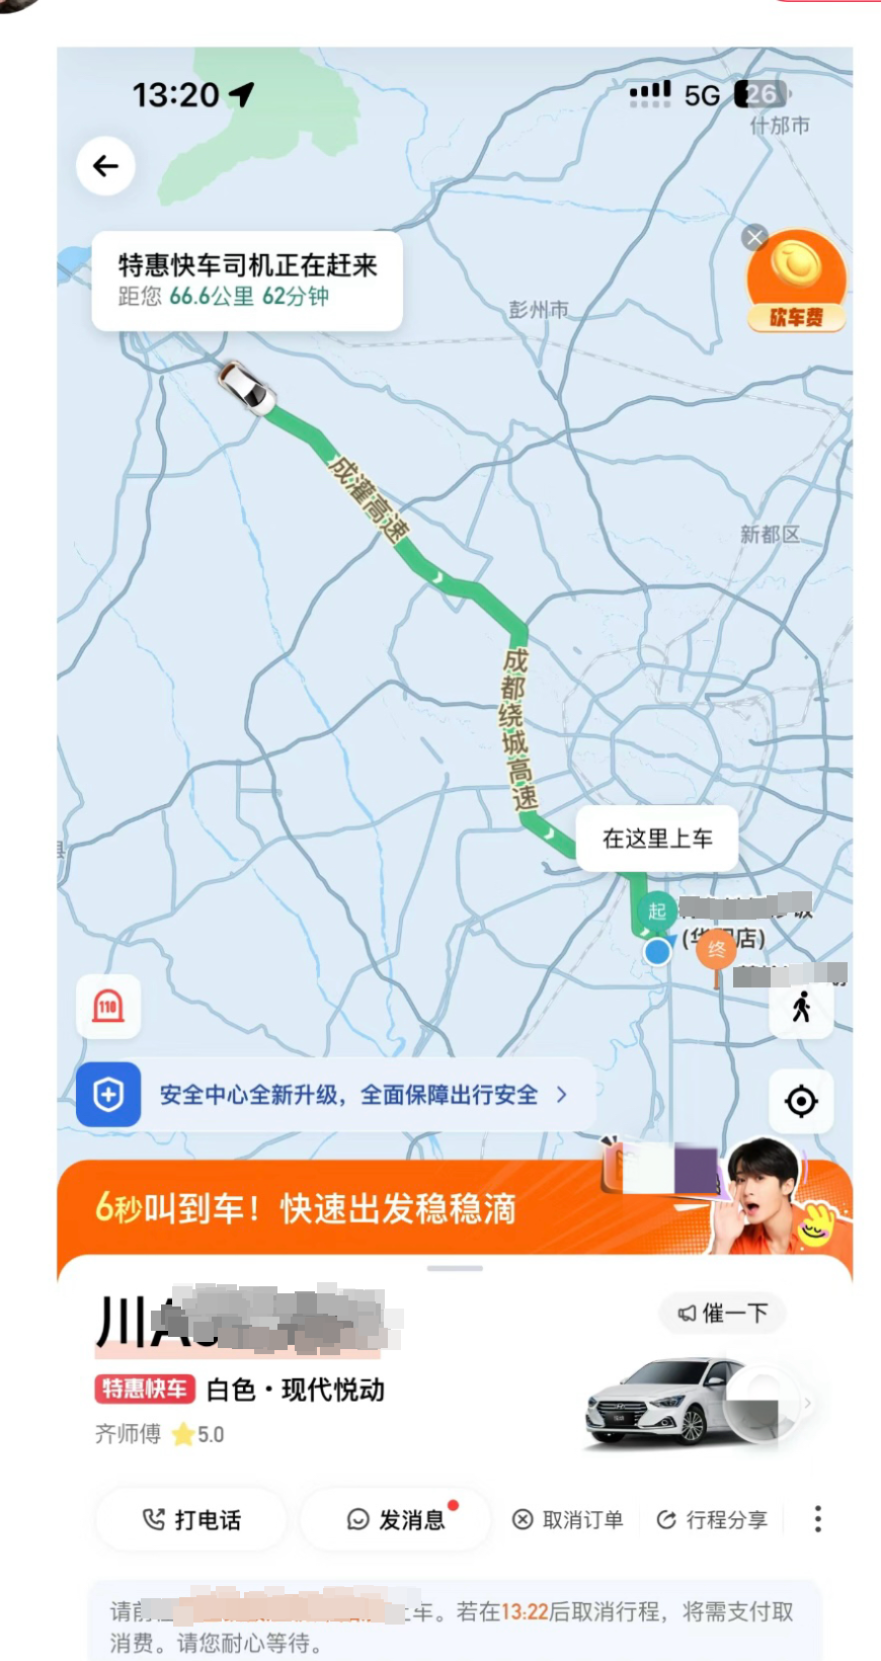 13:20
5G 26
什邡市
特惠快车司机正在赶来
距您 66.6公里 62分钟
砍车费
彭州市
成灌高速
新都区
成都绕城高速
在这里上车
县
起
(华
店)
终
110
安全中心全新升级，全面保障出行安全
6秒叫到车！快速出发稳稳滴
川A
催一下
特惠快车 白色·现代悦动
齐师傅 5.0
打电话
发消息
取消订单
行程分享
请前
上车。若在13:22后取消行程，将需支付取
消费。请您耐心等待。